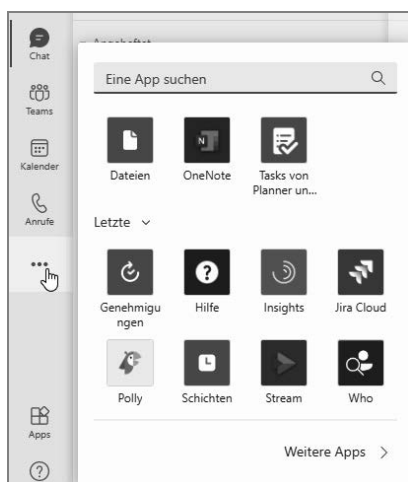 Chat
Angeheftet
Eine App suchen
Teams
Dateien
OneNote
Tasks von
Planner un...
Kalender
Anrufe
Letzte
Genehmigu
ngen
Hilfe
Insights
Jira Cloud
Polly
Schichten
Stream
Who
Apps
Weitere Apps